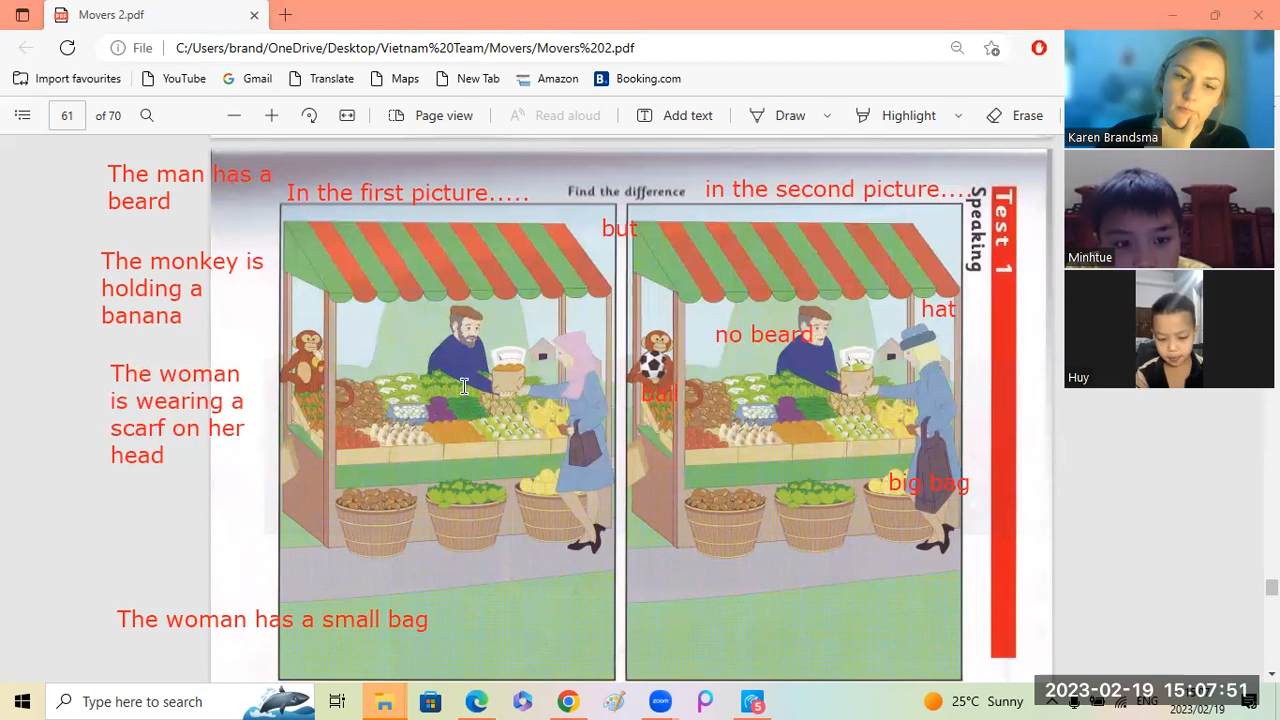 Movers 2.pdf
File
C:/Users/brand/OneDrive/Desktop/Vietnam%20Team/Movers/Movers%202.pdf
Import favourites
YouTube
Gmail
Translate
Maps
New Tab
Amazon
B.
Booking.com
61
of 70
Page view
Read aloud
Add text
Draw
Highlight
Erase
Karen Brandsma
Minhtue
Huy
The man has a
beard
The monkey is
holding a
banana
The woman
is wearing a
scarf on her
head
The woman has a small bag
In the first picture.....
Find the difference
in the second picture....
but
hat
no beard
ball
big bag
Test 1
Speaking
Type here to search
zoom
5
25°C Sunny
ENG
2023-02-19 15:07:51
2023/02/19